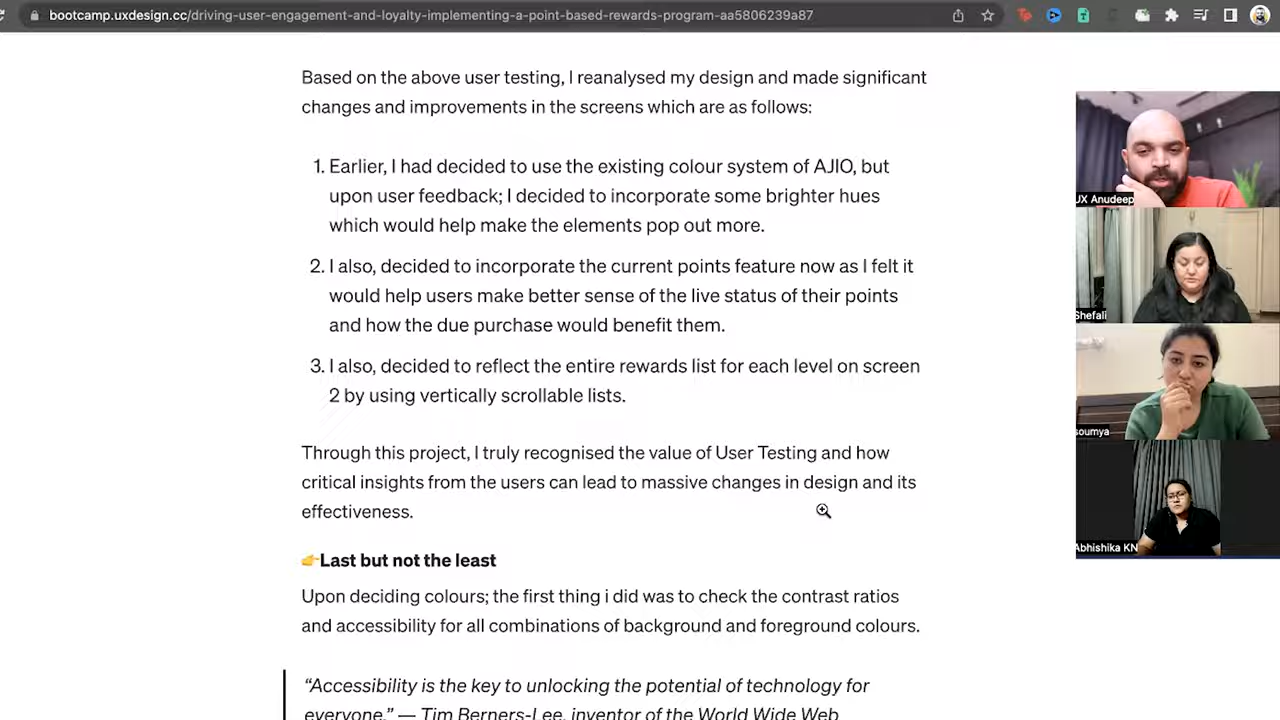 bootcamp.uxdesign.cc/driving-user-engagement-and-loyalty-implementing-a-point-based-rewards-program-aa5806239a87
Based on the above user testing, I reanalysed my design and made significant
changes and improvements in the screens which are as follows:
1. Earlier, I had decided to use the existing colour system of AJIO, but
upon user feedback; I decided to incorporate some brighter hues
which would help make the elements pop out more.
2. I also, decided to incorporate the current points feature now as I felt it
would help users make better sense of the live status of their points
and how the due purchase would benefit them.
3. I also, decided to reflect the entire rewards list for each level on screen
2 by using vertically scrollable lists.
Through this project, I truly recognised the value of User Testing and how
critical insights from the users can lead to massive changes in design and its
effectiveness.
👉Last but not the least
Upon deciding colours; the first thing i did was to check the contrast ratios
and accessibility for all combinations of background and foreground colours.
“Accessibility is the key to unlocking the potential of technology for
everyone.” — Tim Berners-Lee, inventor of the World Wide Web
UX Anudeep
Shefali
soumya
Abhishika KN